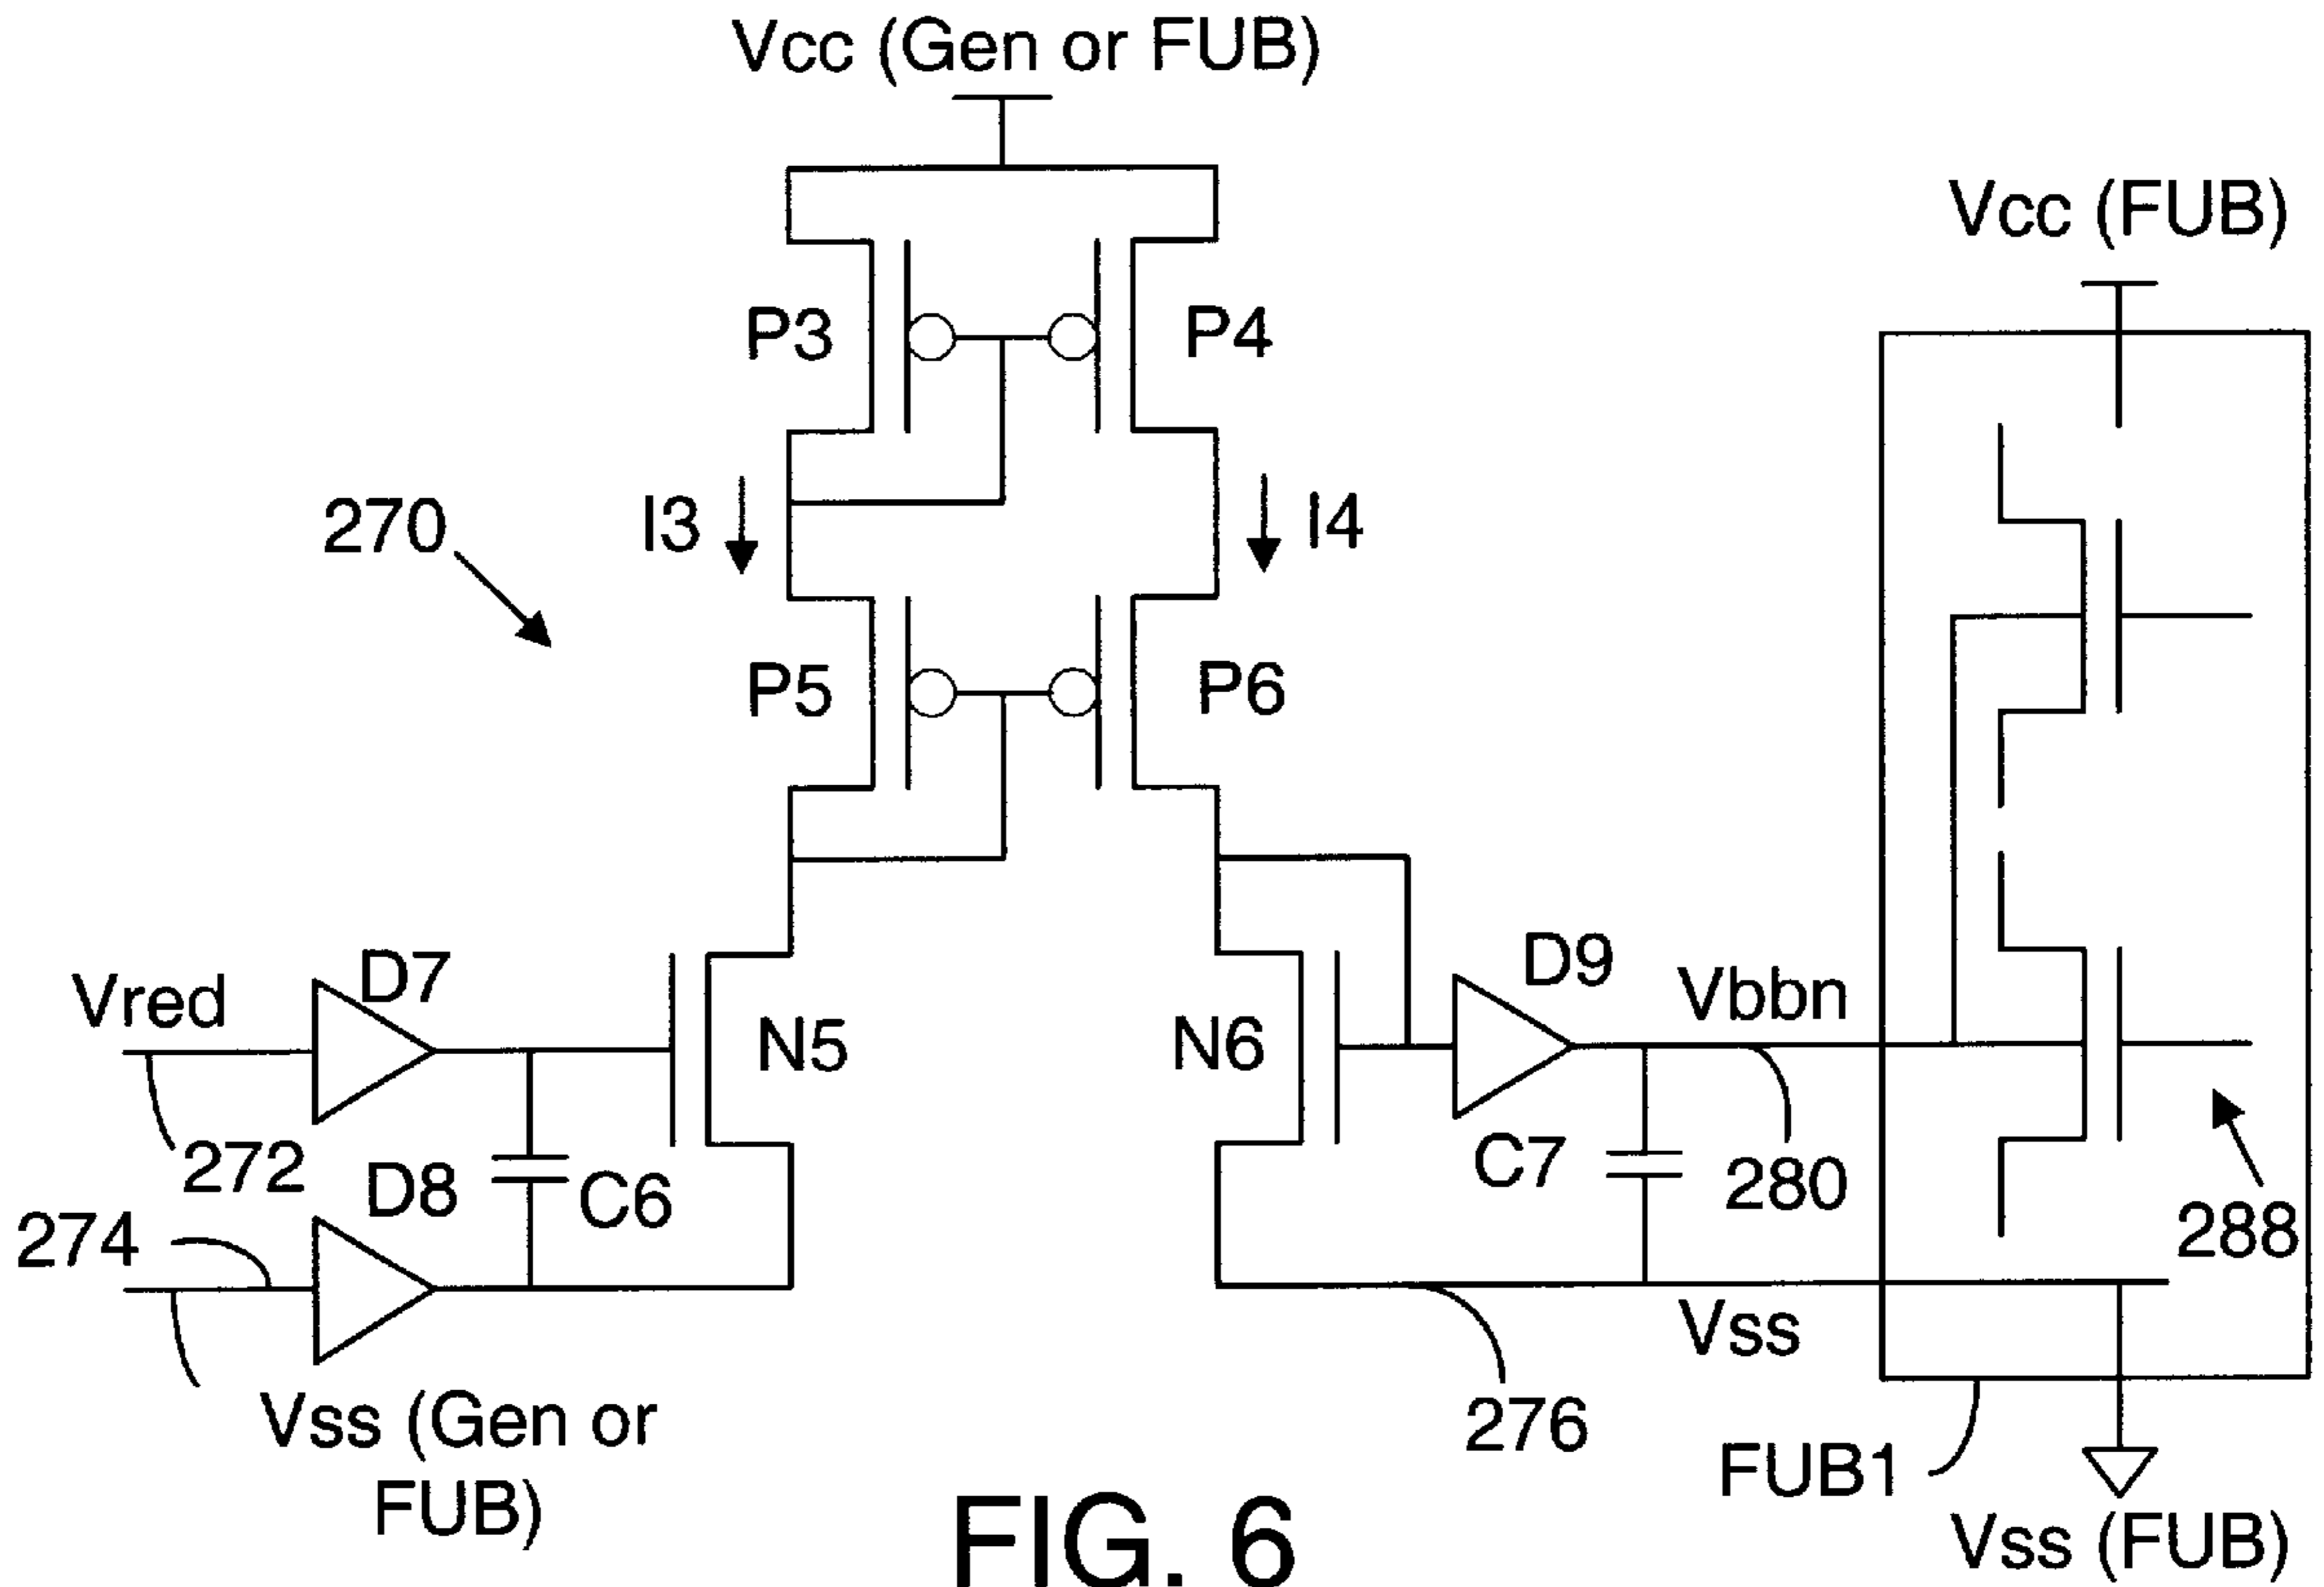 Vcc (Gen or FUB)
Vcc (FUB)
P3
P4
270
I3
I4
P5
P6
Vred
D7
N5
N6
D9
Vbbn
272
D8
C6
C7
280
274
288
Vss (Gen or
FUB)
Vss
276
FUB1
Vss (FUB)
FIG. 6